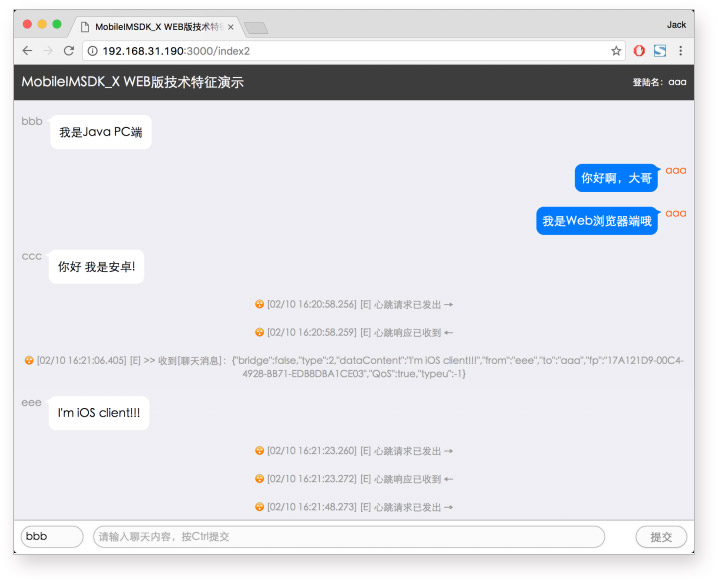 MobileIMSDK_X WEB版技术特征
Jack
192.168.31.190:3000/index2
MobileIMSDK_X WEB版技术特征演示
登陆名：aaa
bbb
我是Java PC端
你好啊，大哥
aaa
我是Web浏览器端哦
aaa
ccc
你好 我是安卓!
[02/10 16:20:58.256] [E] 心跳请求已发出 →
[02/10 16:20:58.259] [E] 心跳响应已收到 ←
[02/10 16:21:06.405] [E] >> 收到[聊天消息]：{"bridge":false,"type":2,"dataContent":"I'm iOS client!!!","from":"eee","to":"aaa","fp":"17A121D9-00C4-
4928-BB71-EDB8DBA1CE03","QoS":true,"typeu":-1}
eee
I'm iOS client!!!
[02/10 16:21:23.260] [E] 心跳请求已发出 →
[02/10 16:21:23.272] [E] 心跳响应已收到 ←
[02/10 16:21:48.273] [E] 心跳请求已发出 →
bbb
请输入聊天内容，按Ctrl提交
提交